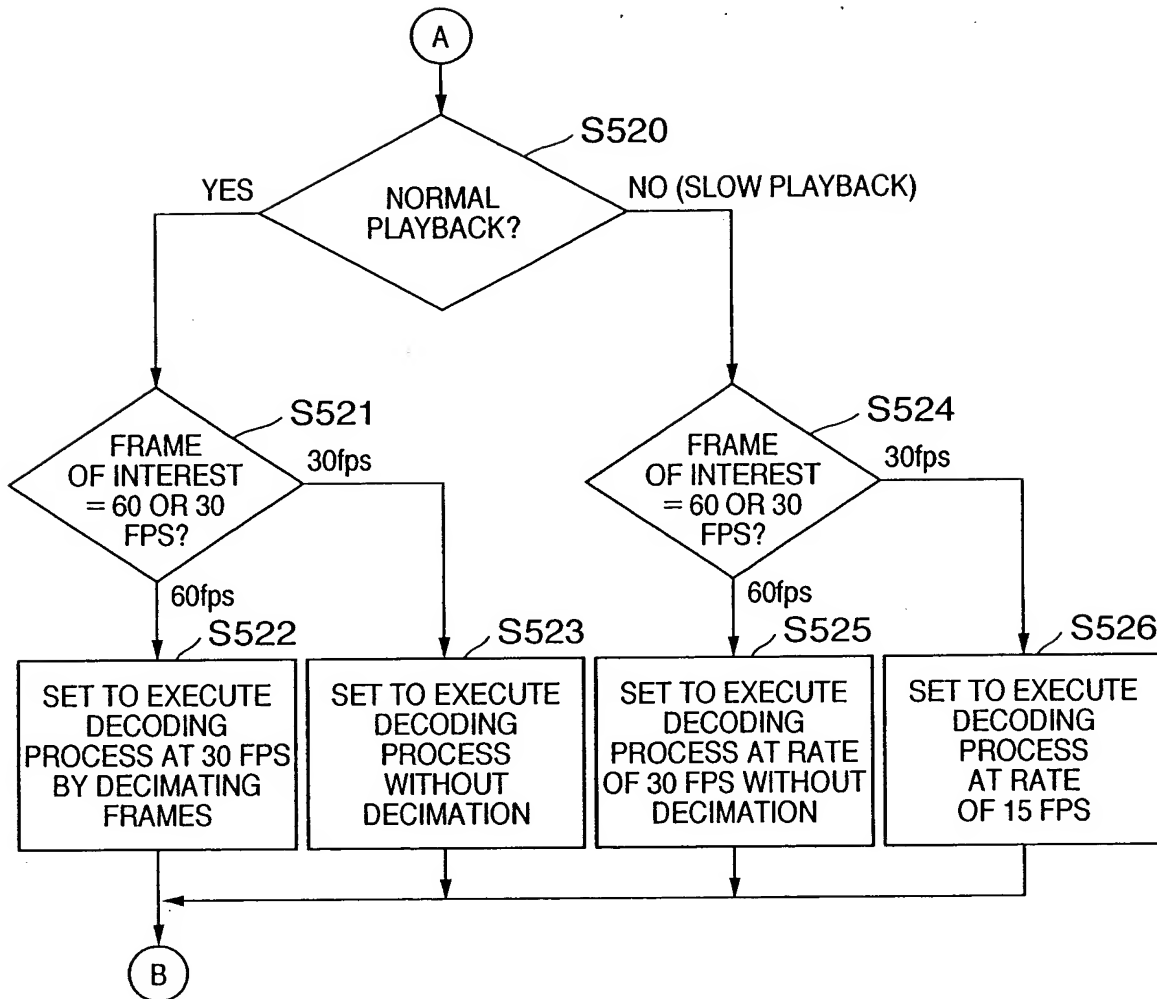 A
S520
YES
NORMAL
PLAYBACK?
NO (SLOW PLAYBACK)
S521
FRAME
OF INTEREST
= 60 OR 30
FPS?
30fps
60fps
S524
FRAME
OF INTEREST
= 60 OR 30
FPS?
30fps
60fps
S522
SET TO EXECUTE
DECODING
PROCESS AT 30 FPS
BY DECIMATING
FRAMES
S523
SET TO EXECUTE
DECODING
PROCESS
WITHOUT
DECIMATION
S525
SET TO EXECUTE
DECODING
PROCESS AT RATE
OF 30 FPS WITHOUT
DECIMATION
S526
SET TO EXECUTE
DECODING
PROCESS
AT RATE
OF 15 FPS
B